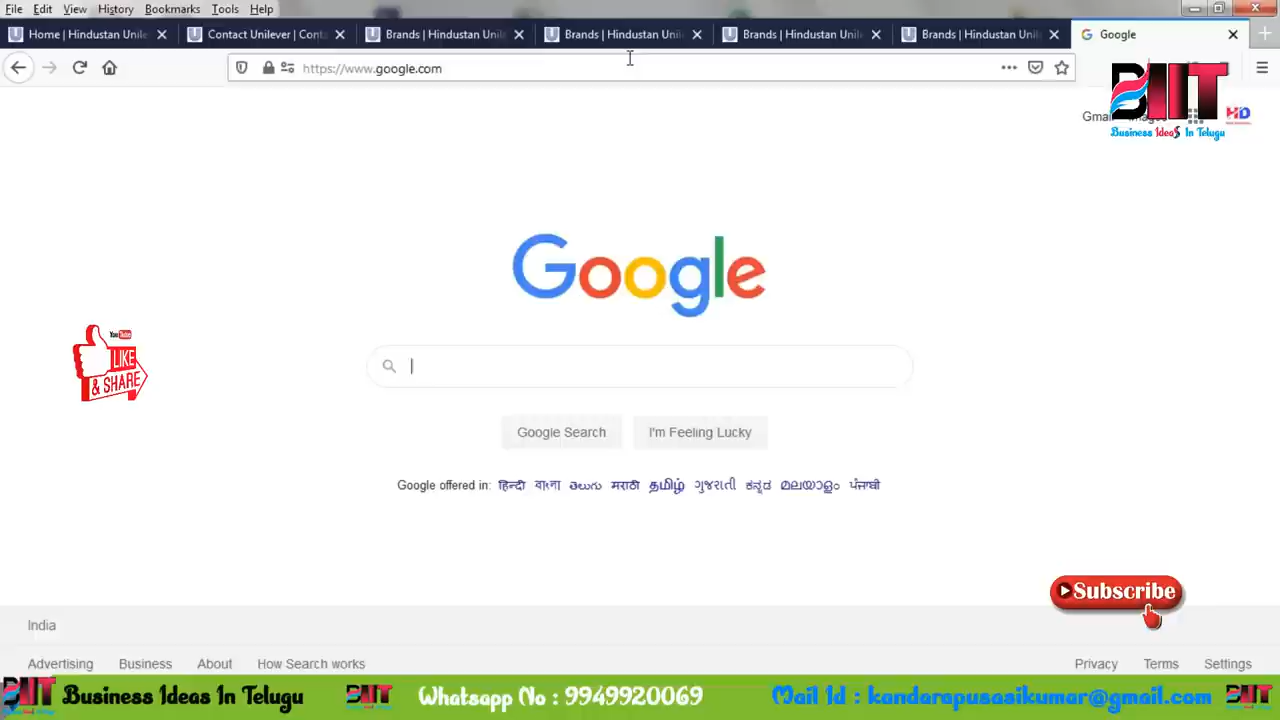 File Edit View History Bookmarks Tools Help
Home | Hindustan Unile Contact Unilever | Conta Brands | Hindustan Unil Brands | Hindustan Unil Brands | Hindustan Unil Brands | Hindustan Unil Google
https://www.google.com
BIIT
Business IdeaS In Telugu
HD
Google
YouTube
LIKE
& SHARE
Google Search I'm Feeling Lucky
Google offered in: हिन्दी বাংলা తెలుగు मराठी தமிழ் ગુજરાતી ಕನ್ನಡ മലയാളം ਪੰਜਾਬੀ
Subscribe
India
Advertising Business About How Search works Privacy Terms Settings
BIIT Business Ideas In Telugu BIIT Whatsapp No : 9949920069 Mail Id : kandarapusasikumar@gmail.com BIIT